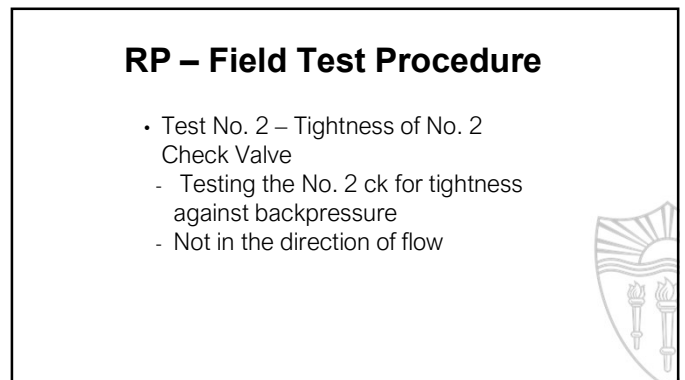 RP – Field Test Procedure
• Test No. 2 – Tightness of No. 2
Check Valve
- Testing the No. 2 ck for tightness
against backpressure
- Not in the direction of flow